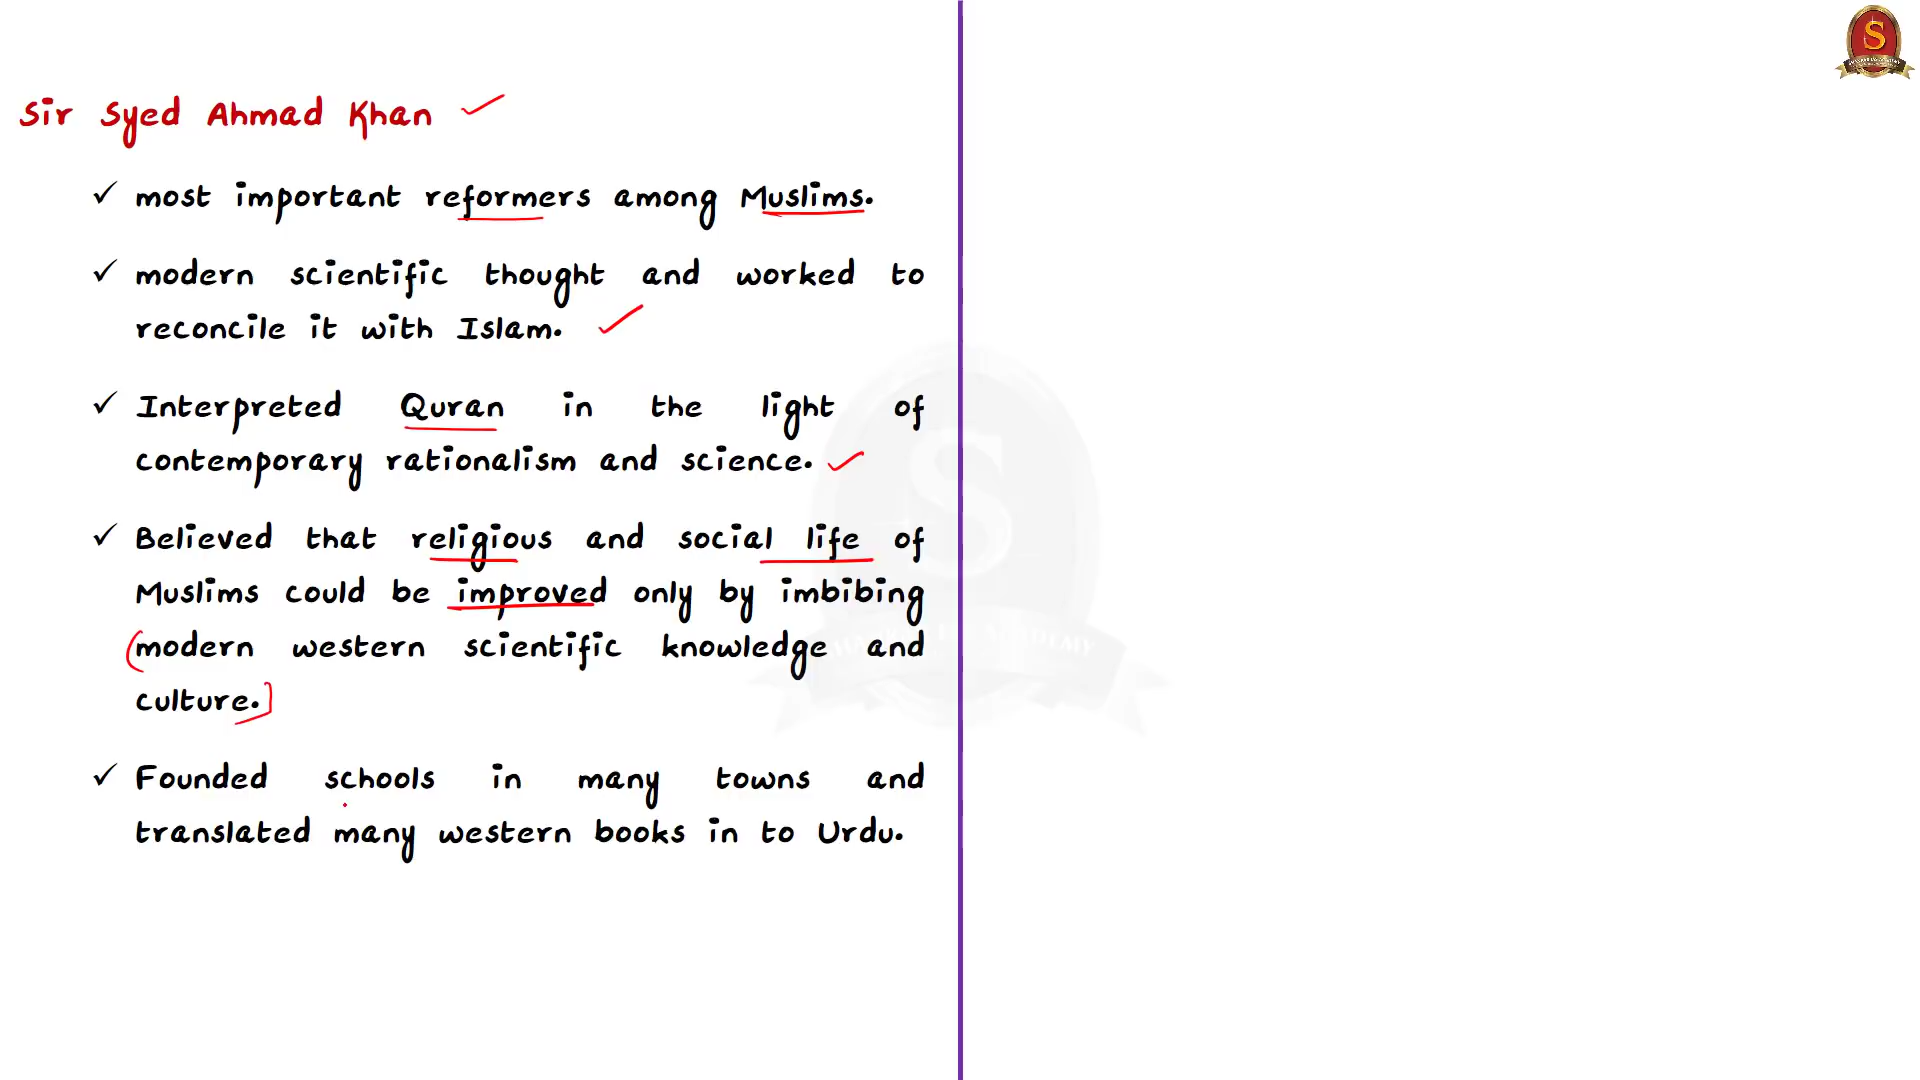 Sir Syed Ahmad Khan
✓ most important reformers among Muslims.
✓ modern scientific thought and worked to
reconcile it with Islam.
✓ Interpreted Quran in the light of
contemporary rationalism and science.
✓ Believed that religious and social life of
Muslims could be improved only by imbibing
modern western scientific knowledge and
culture.
✓ Founded schools in many towns and
translated many western books in to Urdu.
S